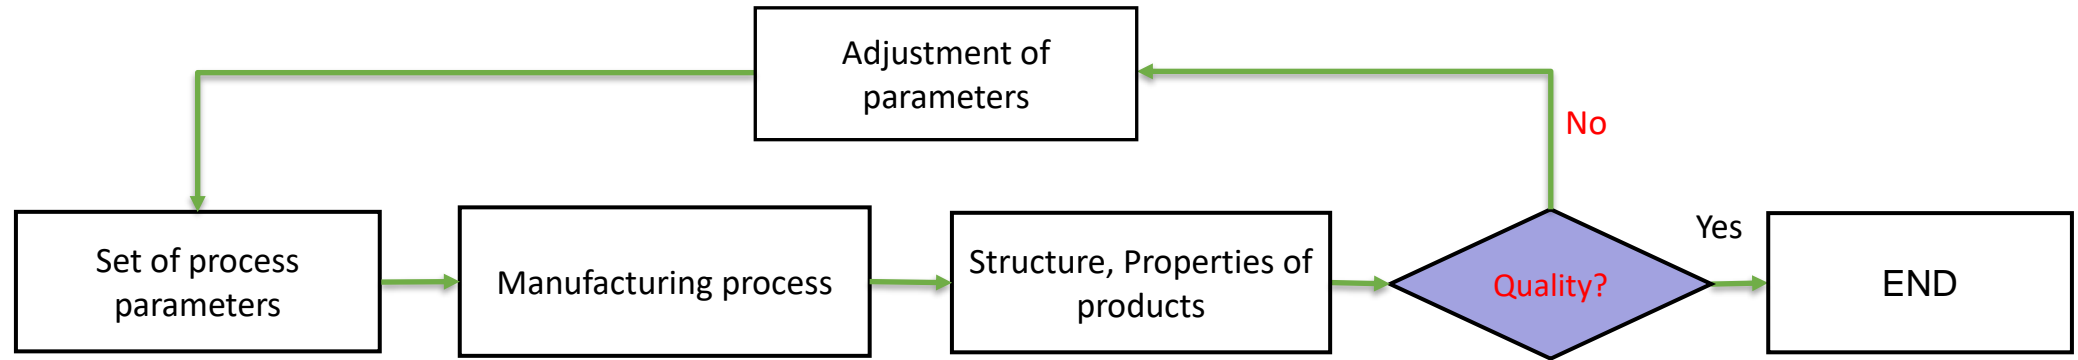 Adjustment of
parameters
No
Set of process
parameters
Manufacturing process
Structure, Properties of
products
Quality?
Yes
END